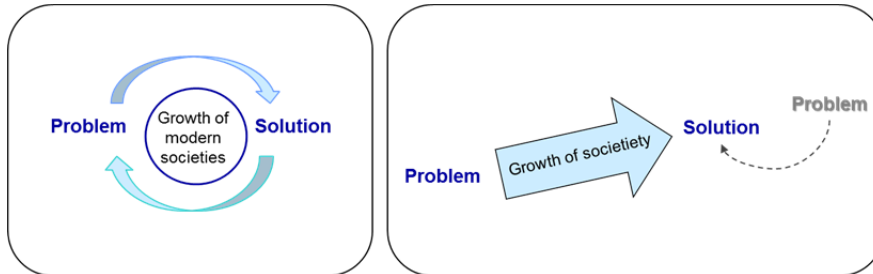 Problem
Growth of
modern
societies
Solution
Problem
Growth of societiety
Solution
Problem